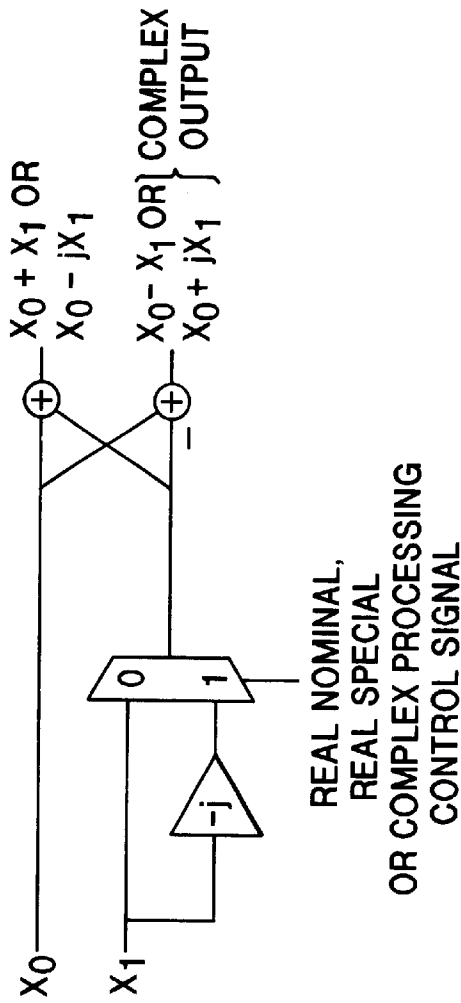 X0
X1
-j
0
1
+
+
–
X0 + X1 OR
X0 - jX1
X0 - X1 OR
X0 + jX1
COMPLEX
OUTPUT
REAL NOMINAL,
REAL SPECIAL
OR COMPLEX PROCESSING
CONTROL SIGNAL